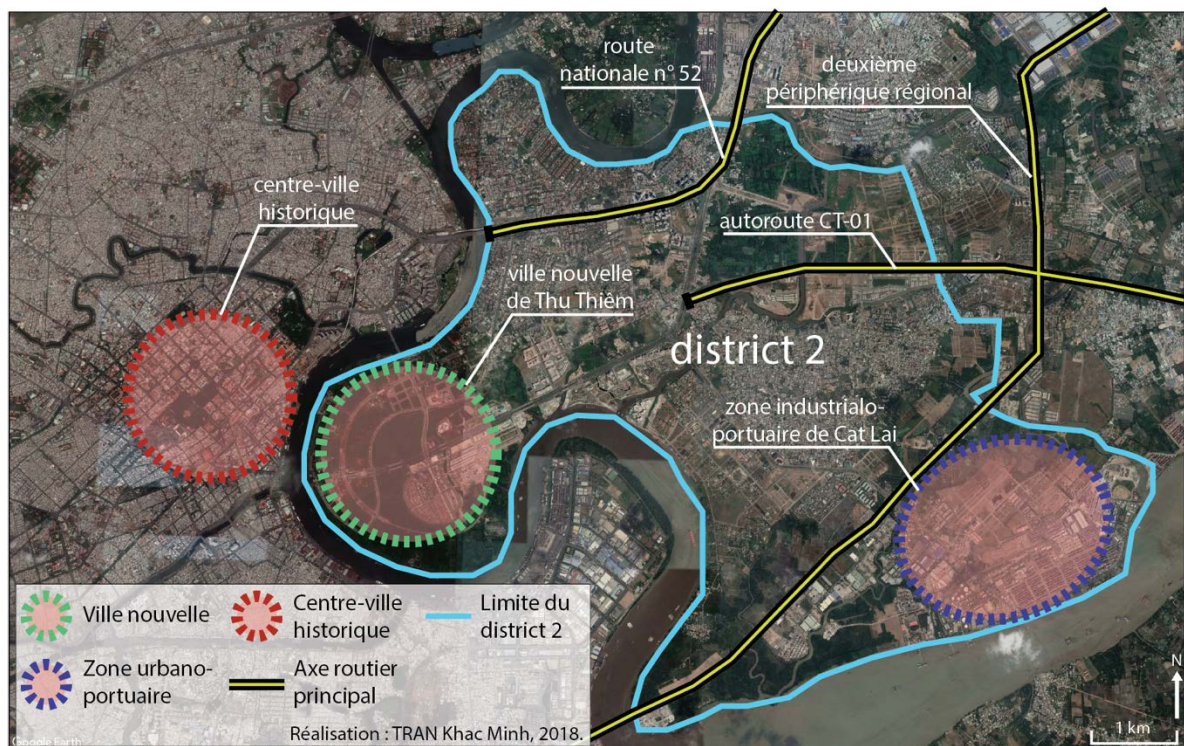 route
nationale n° 52
deuxième
périphérique régional
centre-ville
historique
autoroute CT-01
ville nouvelle
de Thu Thiêm
district 2
zone industrialo-
portuaire de Cat Lai
Ville nouvelle
Centre-ville
historique
Limite du
district 2
Zone urbano-
portuaire
Axe routier
principal
Réalisation : TRAN Khac Minh, 2018.
Google Earth
N
1 km